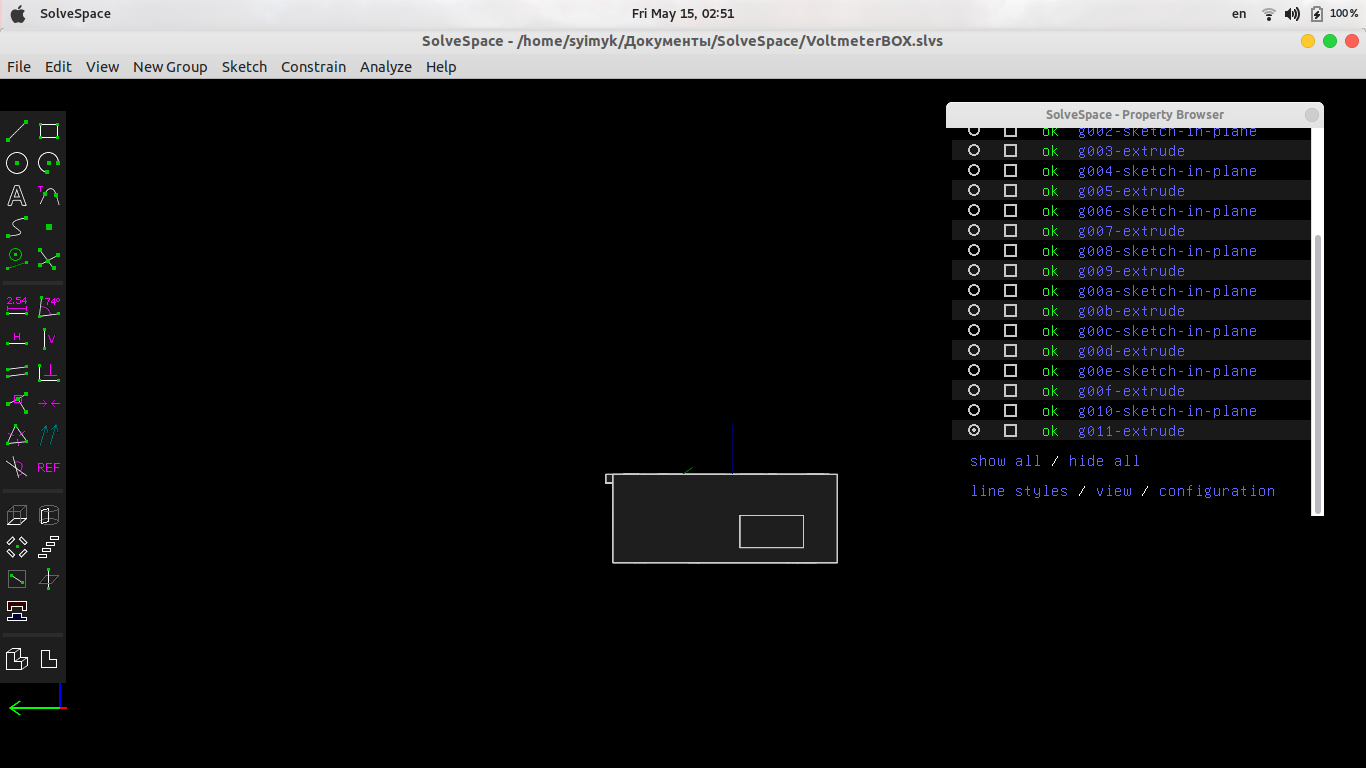 SolveSpace Fri May 15, 02:51 en 100%
SolveSpace - /home/syimyk/Документы/SolveSpace/VoltmeterBOX.slvs
File Edit View New Group Sketch Constrain Analyze Help
SolveSpace - Property Browser
ok g002-sketch-in-plane
ok g003-extrude
ok g004-sketch-in-plane
ok g005-extrude
ok g006-sketch-in-plane
ok g007-extrude
ok g008-sketch-in-plane
ok g009-extrude
ok g00a-sketch-in-plane
ok g00b-extrude
ok g00c-sketch-in-plane
ok g00d-extrude
ok g00e-sketch-in-plane
ok g00f-extrude
ok g010-sketch-in-plane
ok g011-extrude
show all / hide all
line styles / view / configuration
A T
2.54 74°
H V
REF